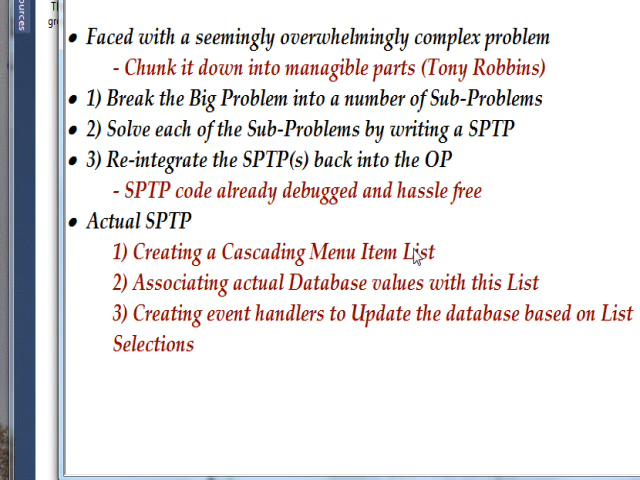 ources
Th
gr
• Faced with a seemingly overwhelmingly complex problem
- Chunk it down into managible parts (Tony Robbins)
• 1) Break the Big Problem into a number of Sub-Problems
• 2) Solve each of the Sub-Problems by writing a SPTP
• 3) Re-integrate the SPTP(s) back into the OP
- SPTP code already debugged and hassle free
• Actual SPTP
1) Creating a Cascading Menu Item List
2) Associating actual Database values with this List
3) Creating event handlers to Update the database based on List
Selections